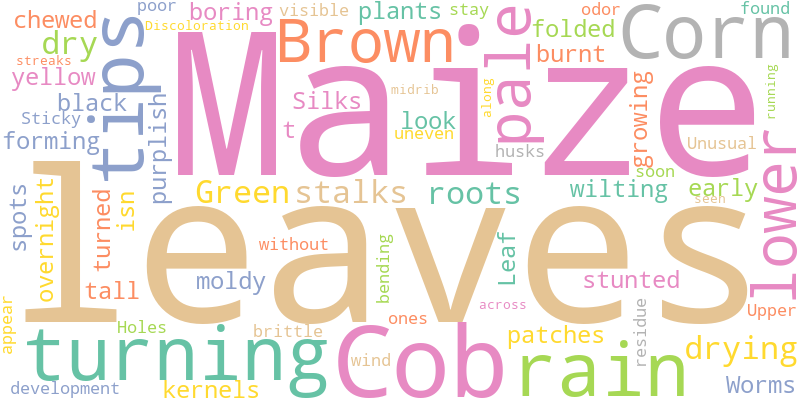 poor
boring
visible
plants
stay
odor
found
chewed
Discoloration
Brown
folded
Corn
dry
tips
Maize
pale
burnt
streaks
yellow
midrib
black
Silks
along
growing
running
Sticky
look
forming
purplish
t
uneven
husks
Unusual
lower
leaves
soon
Green
stalks
roots
wilting
early
seen
spots
overnight
turned
isn
without
Leaf
moldy
bending
stunted
tall
across
Upper
appear
Holes
ones
residue
turning
brittle
Cob
patches
rain
drying
wind
development
kernels
Worms